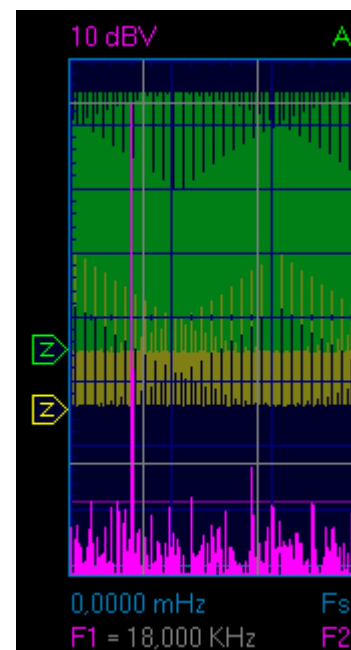 10 dBV A
Z
Z
0,0000 mHz Fs
F1 = 18,000 KHz F2